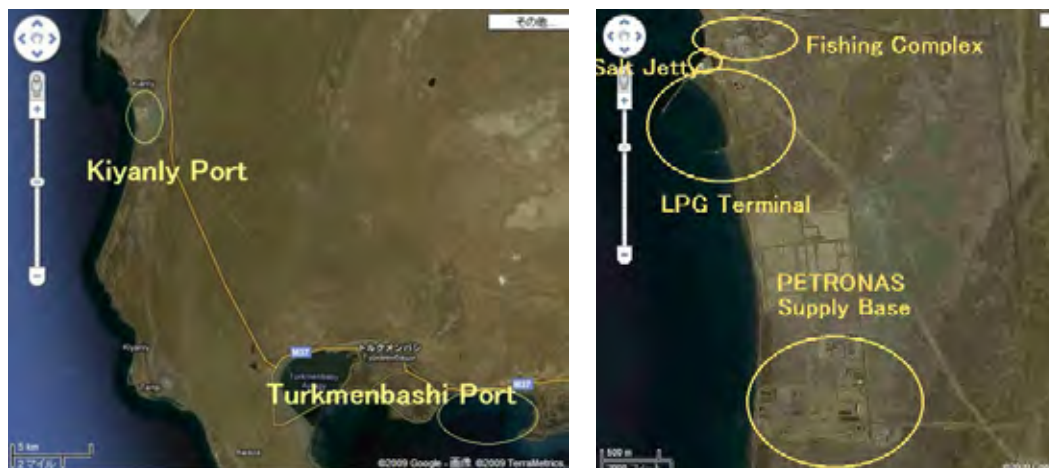 その他...
Kianly
Kiyanly Port
Kiyanly
M37
トルクメンバシ
Turkmenbashi Port
M37
5 km
2 マイル
©2009 Google - 画像 ©2009 TerraMetrics,
Fishing Complex
Salt Jetty
LPG Terminal
PETRONAS
Supply Base
500 m